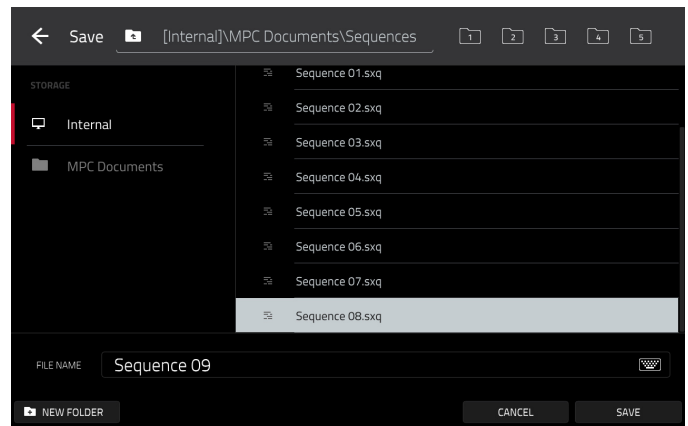 Save [Internal]\MPC Documents\Sequences 1 2 3 4 5
STORAGE
Internal
MPC Documents
Sequence 01.sxq
Sequence 02.sxq
Sequence 03.sxq
Sequence 04.sxq
Sequence 05.sxq
Sequence 06.sxq
Sequence 07.sxq
Sequence 08.sxq
FILE NAME Sequence 09
NEW FOLDER CANCEL SAVE